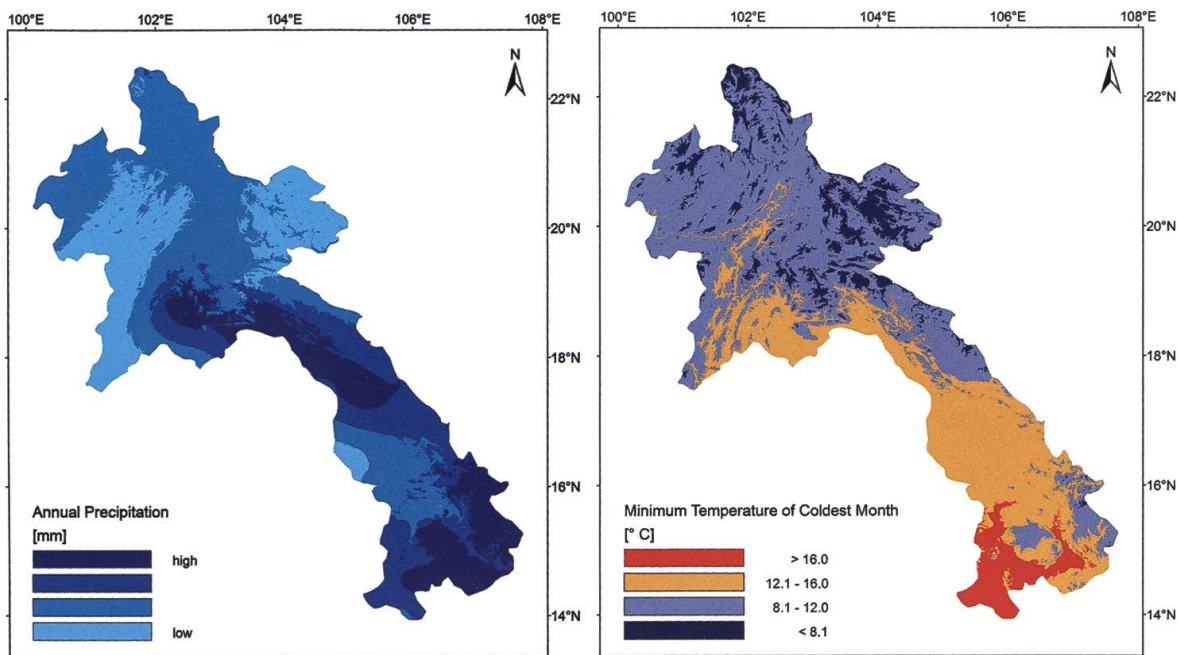 100°E 102°E 104°E 106°E 108°E
N
22°N
20°N
18°N
16°N
14°N
Annual Precipitation
[mm]
high
low
100°E 102°E 104°E 106°E 108°E
N
22°N
20°N
18°N
16°N
14°N
Minimum Temperature of Coldest Month
[° C]
> 16.0
12.1 - 16.0
8.1 - 12.0
< 8.1